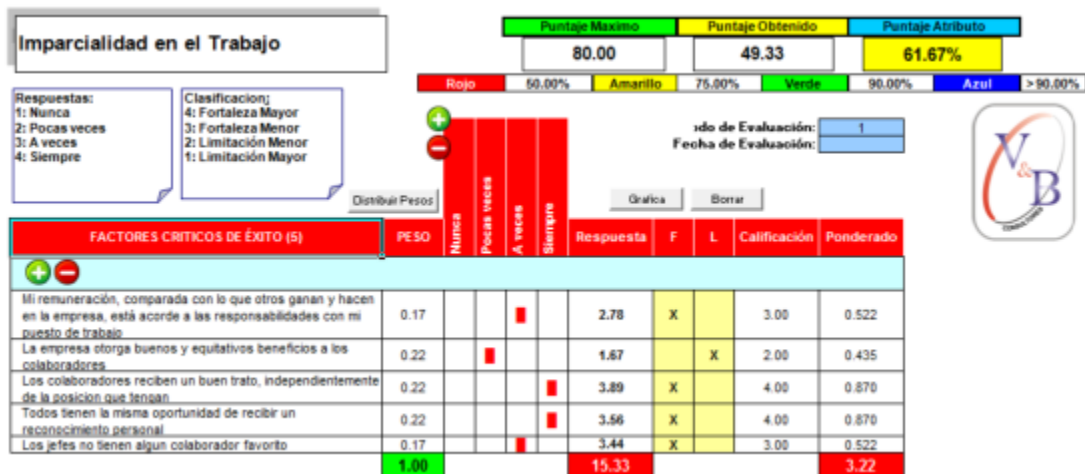 Imparcialidad en el Trabajo
Puntaje Maximo Puntaje Obtenido Puntaje Atributo
80.00 49.33 61.67%
Rojo 50.00% Amarillo 75.00% Verde 90.00% Azul >90.00%
Respuestas:
1: Nunca
2: Pocas veces
3: A veces
4: Siempre
Clasificacion;
4: Fortaleza Mayor
3: Fortaleza Menor
2: Limitación Menor
1: Limitación Mayor
do de Evaluación: 1
Fecha de Evaluación:
Distribuir Pesos
Grafica Borrar
V&B
CONSULTORES
FACTORES CRITICOS DE ÉXITO (5) PESO Nunca Pocas veces A veces Siempre Respuesta F L Calificación Ponderado
Mi remuneración, comparada con lo que otros ganan y hacen
en la empresa, está acorde a las responsabilidades con mi
puesto de trabajo
0.17 2.78 X 3.00 0.522
La empresa otorga buenos y equitativos beneficios a los
colaboradores
0.22 1.67 X 2.00 0.435
Los colaboradores reciben un buen trato, independientemente
de la posicion que tengan
0.22 3.89 X 4.00 0.870
Todos tienen la misma oportunidad de recibir un
reconocimiento personal
0.22 3.56 X 4.00 0.870
Los jefes no tienen algun colaborador favorito 0.17 3.44 X 3.00 0.522
1.00 15.33 3.22